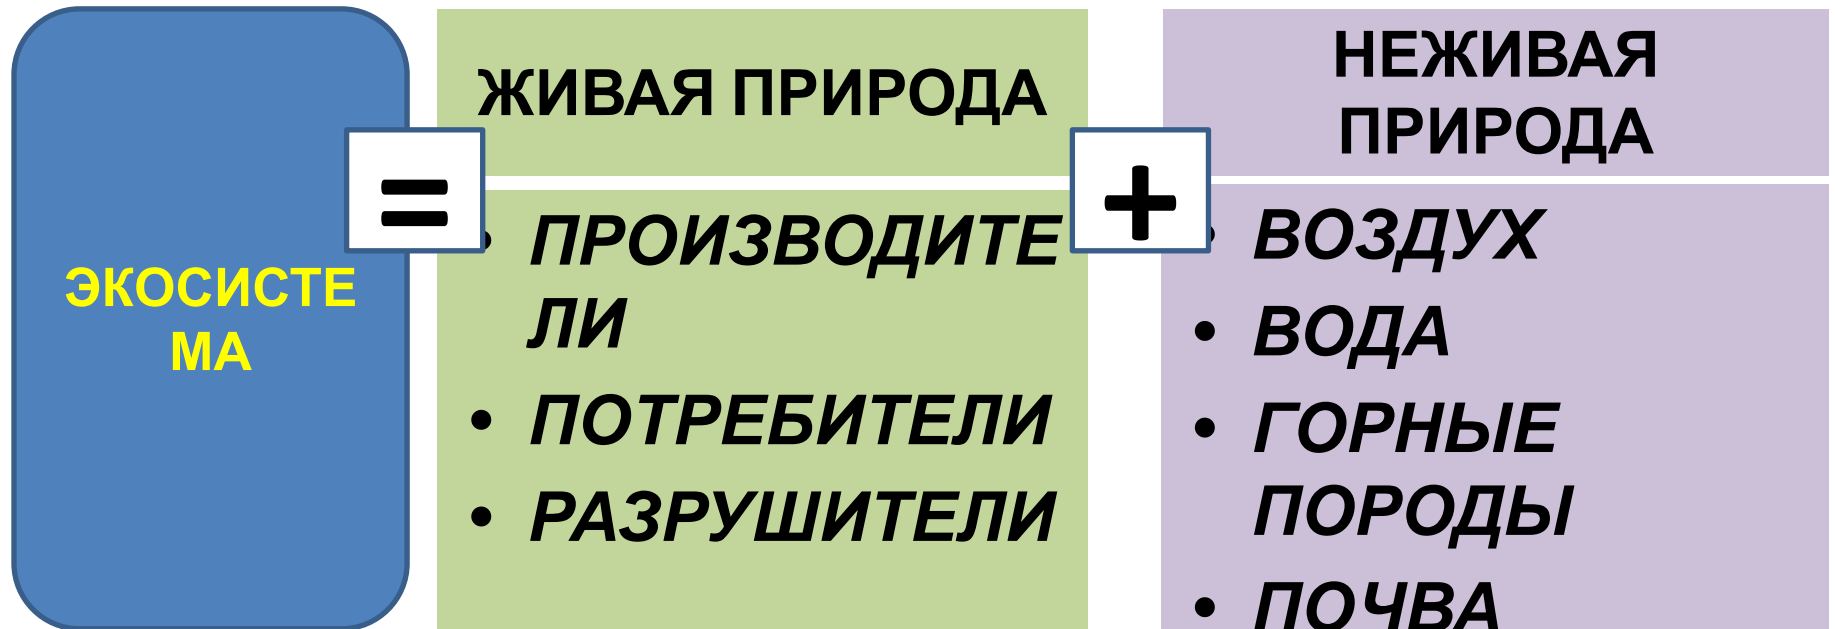 ЭКОСИСТЕ
МА
=
ЖИВАЯ ПРИРОДА
• ПРОИЗВОДИТЕ
ЛИ
• ПОТРЕБИТЕЛИ
• РАЗРУШИТЕЛИ
+
НЕЖИВАЯ
ПРИРОДА
• ВОЗДУХ
• ВОДА
• ГОРНЫЕ
ПОРОДЫ
• ПОЧВА